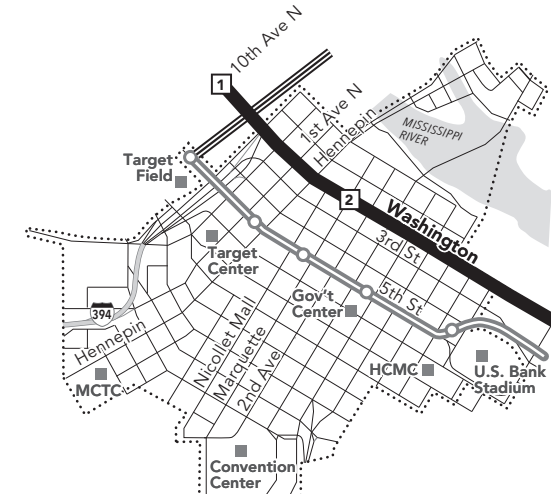 10th Ave N
1
1st Ave N
Hennepin
MISSISSIPPI
RIVER
Target
Field
2
Washington
Target
Center
3rd St
Gov't
Center
5th St
394
Hennepin
Nicollet Mall
Marquette
2nd Ave
MCTC
HCMC
U.S. Bank
Stadium
Convention
Center